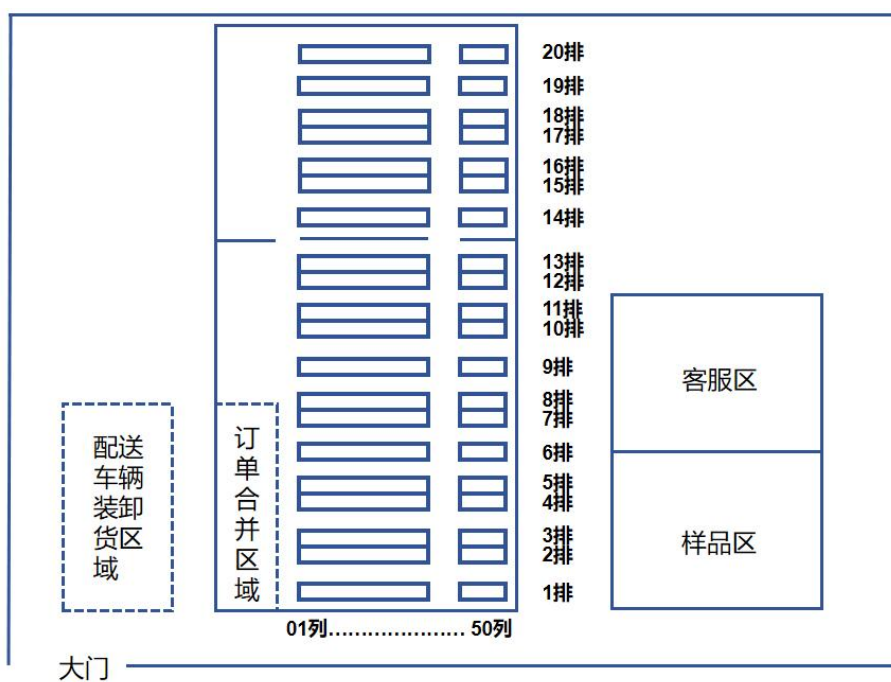 20排
19排
18排
17排
16排
15排
14排
13排
12排
11排
10排
9排
8排
7排
6排
5排
4排
3排
2排
1排
客服区
样品区
配送
车辆
装卸
货区
域
订单合并区域
01列..................... 50列
大门